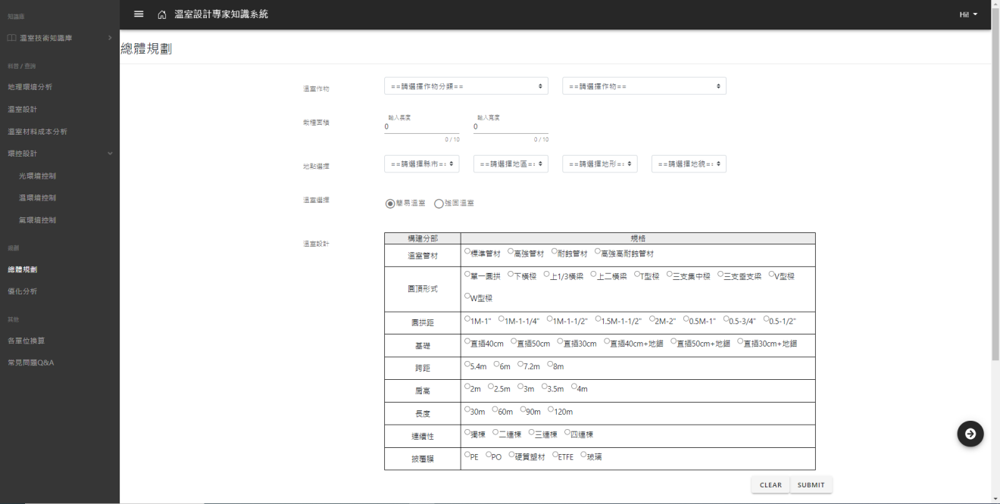 知識庫
溫室技術知識庫
科普 / 查詢
地理環境分析
溫室設計
溫室材料成本分析
環控設計
光環境控制
溫環境控制
氣環境控制
規劃
總體規劃
優化分析
其他
各單位換算
常見問題Q&A
溫室設計專家知識系統
Hi!
總體規劃
溫室作物 ==請選擇作物分類== ==請選擇作物==
栽種面積 輸入長度 輸入寬度
0 0
0 / 10 0 / 10
地點選擇 ==請選擇縣市== ==請選擇地區== ==請選擇地形== ==請選擇地貌==
溫室選擇 簡易溫室 強固溫室
溫室設計
構建分部 規格
溫室管材 標準管材 高強管材 耐蝕管材 高強高耐蝕管材
圓頂形式 單一圓拱 下橫樑 上1/3橫梁 上二橫梁 T型樑 三支集中樑 三支垂支梁 V型樑
W型樑
圓拱距 1M-1" 1M-1-1/4" 1M-1-1/2" 1.5M-1-1/2" 2M-2" 0.5M-1" 0.5-3/4" 0.5-1/2"
基礎 直插40cm 直插50cm 直插30cm 直插40cm+地錨 直插50cm+地錨 直插30cm+地錨
跨距 5.4m 6m 7.2m 8m
肩高 2m 2.5m 3m 3.5m 4m
長度 30m 60m 90m 120m
連續性 獨棟 二連棟 三連棟 四連棟
披覆膜 PE PO 硬質塑材 ETFE 玻璃
CLEAR SUBMIT